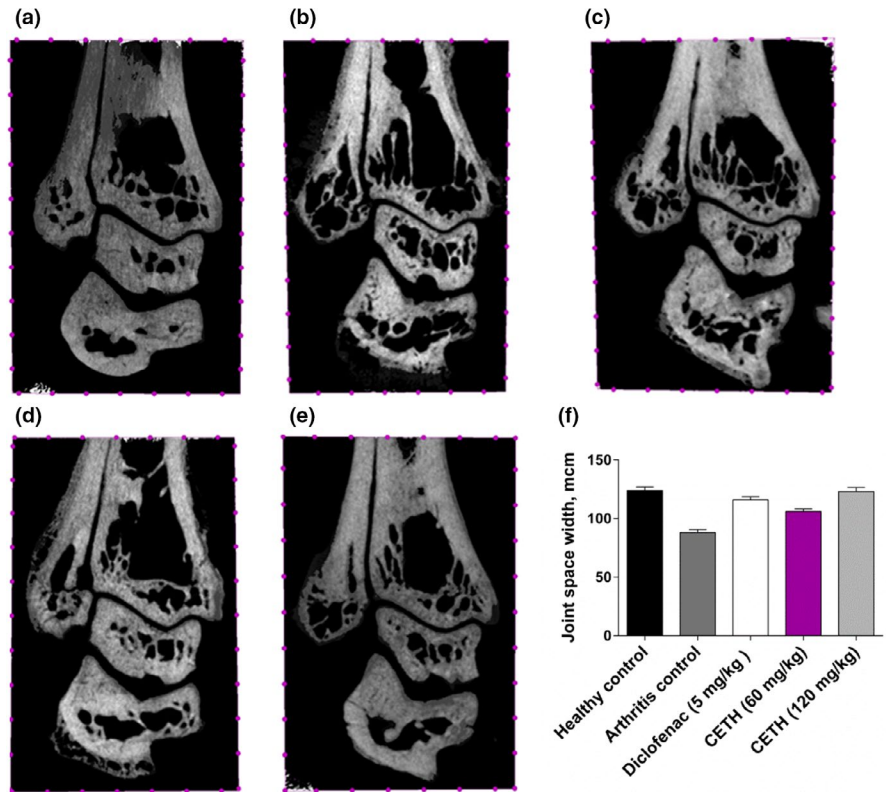 (a)
(b)
(c)
(d)
(e)
(f)
150
100
50
0
Joint space width, mcm
Healthy control
Arthritis control
Diclofenac (5 mg/kg )
CETH (60 mg/kg)
CETH (120 mg/kg)